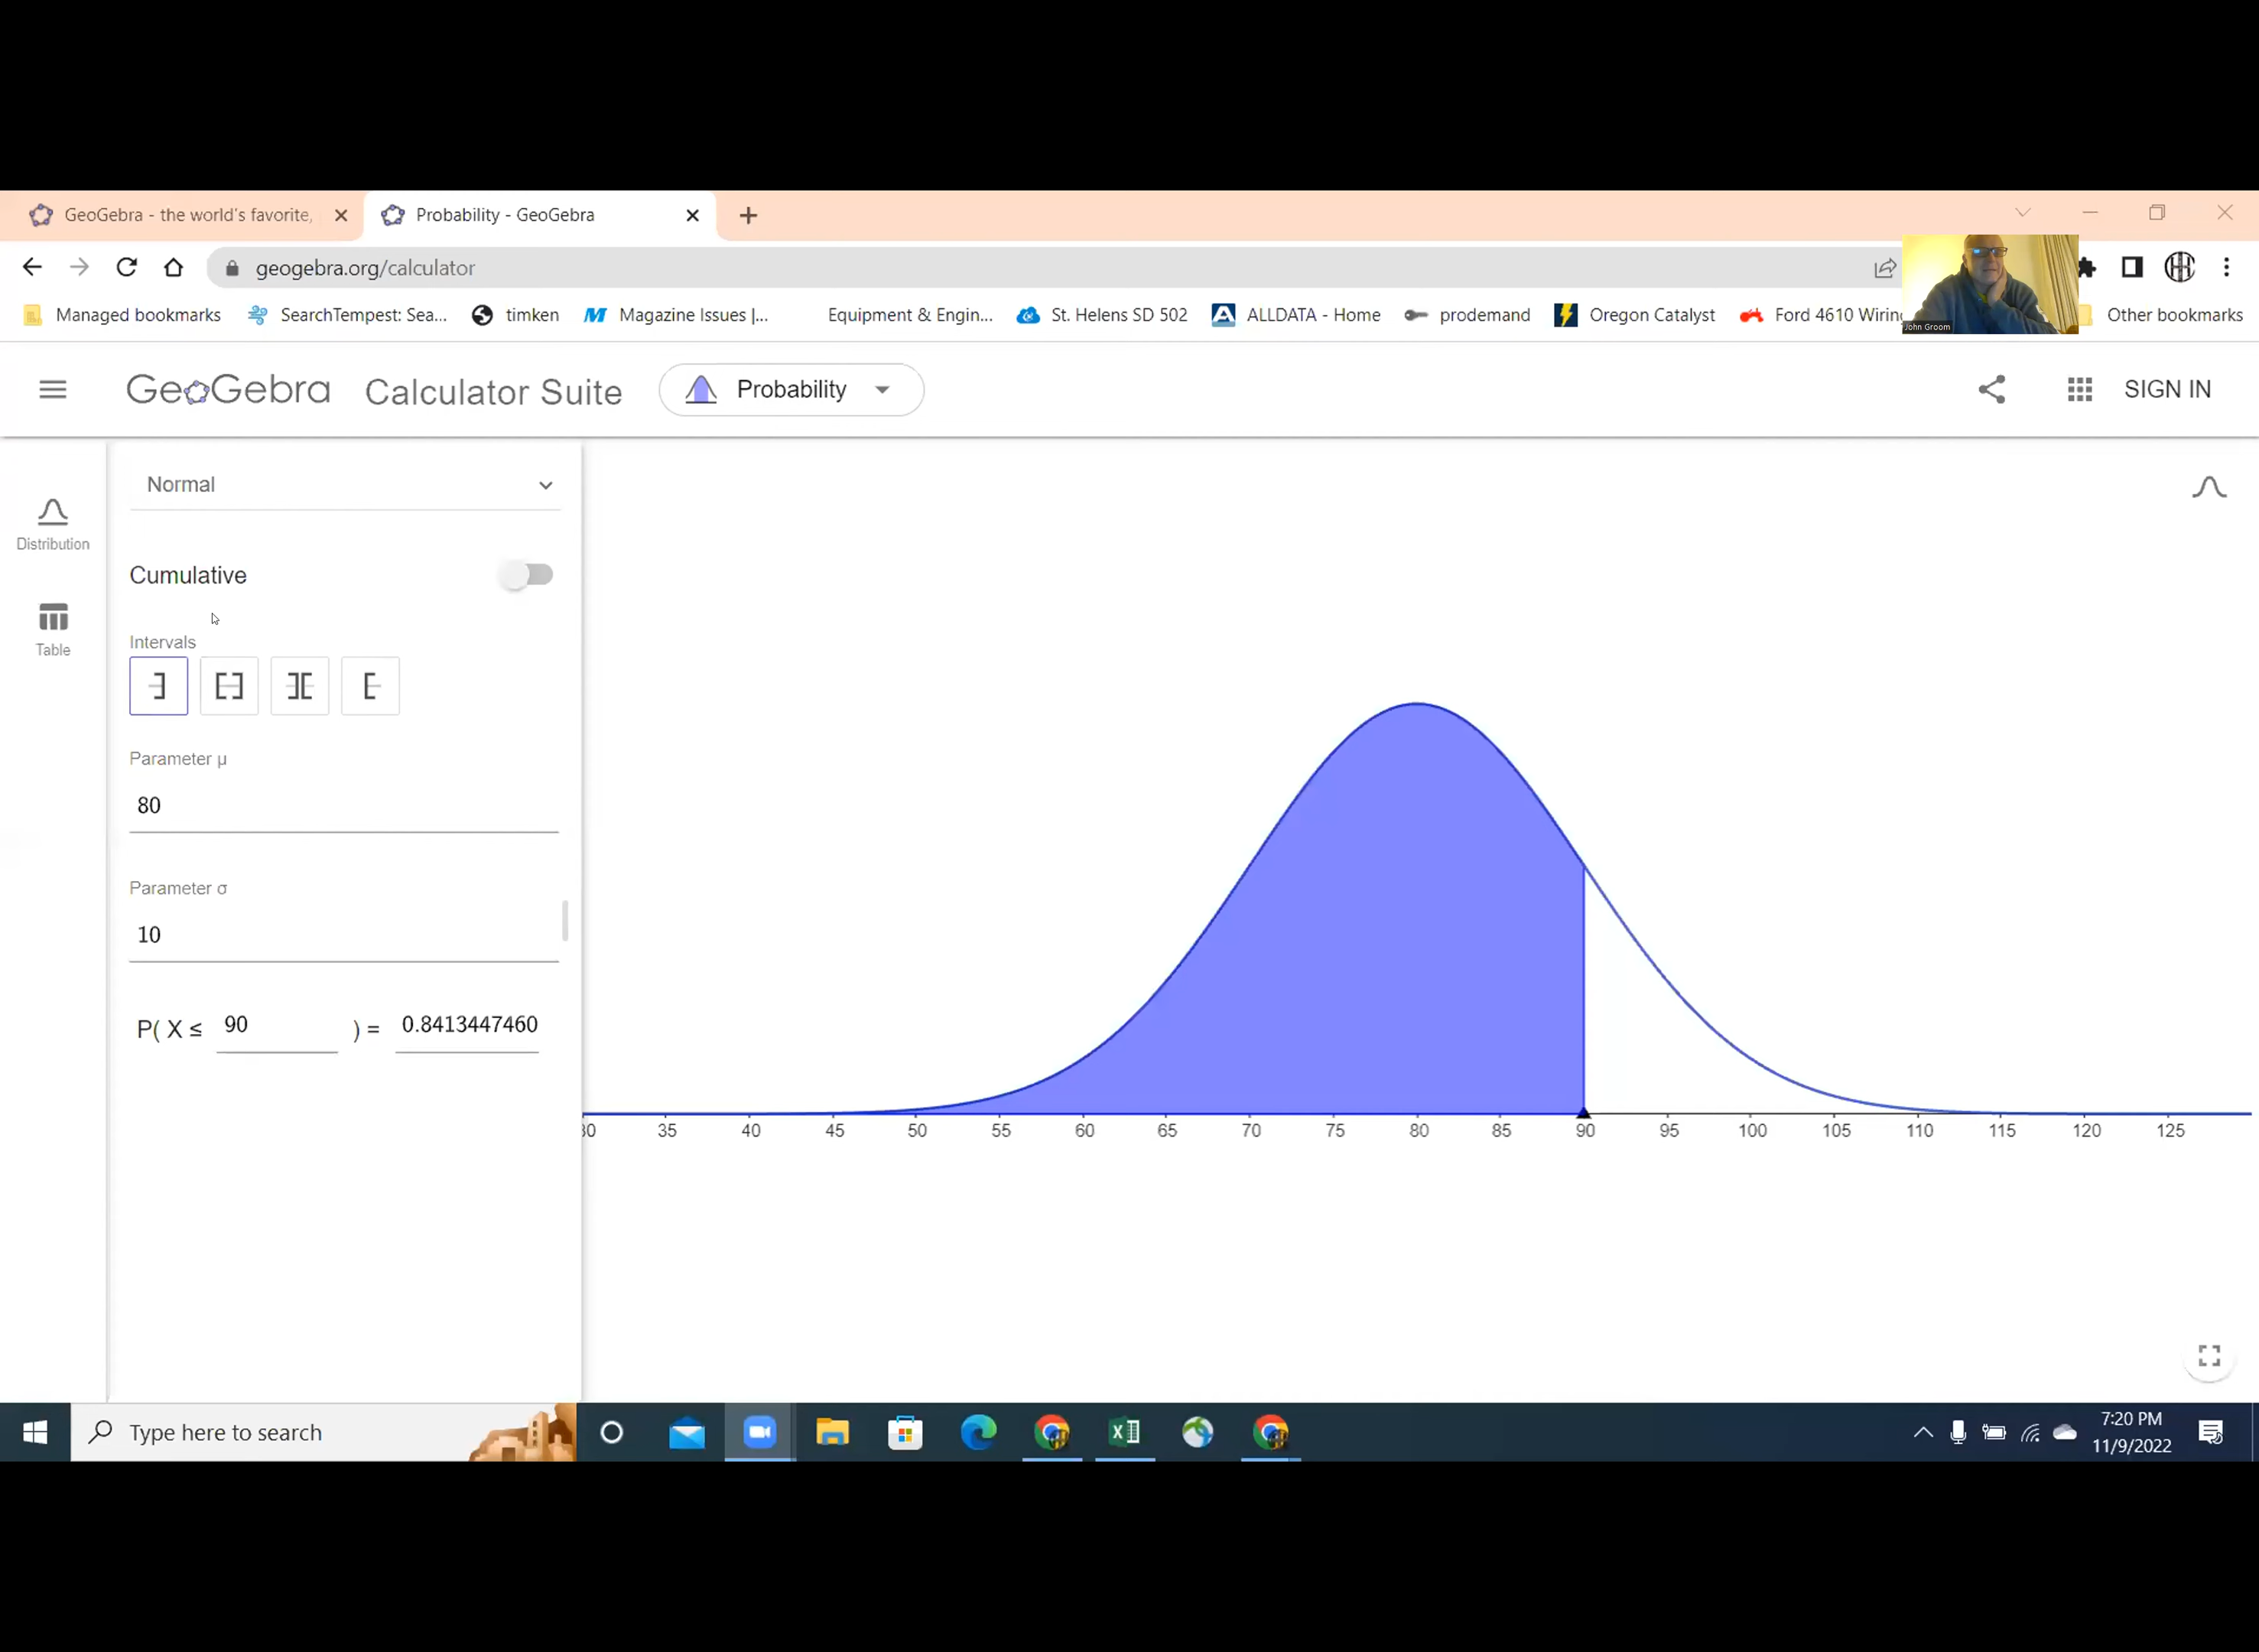 GeoGebra - the world's favorite,
Probability - GeoGebra
geogebra.org/calculator
Managed bookmarks
SearchTempest: Sea...
timken
Magazine Issues |...
Equipment & Engin...
St. Helens SD 502
ALLDATA - Home
prodemand
Oregon Catalyst
Ford 4610 Wirin
Other bookmarks
John Groom
GeoGebra Calculator Suite
Probability
SIGN IN
Distribution
Table
Normal
Cumulative
Intervals
Parameter μ
80
Parameter σ
10
P( X ≤ 90 ) = 0.8413447460
30 35 40 45 50 55 60 65 70 75 80 85 90 95 100 105 110 115 120 125
Type here to search
7:20 PM
11/9/2022